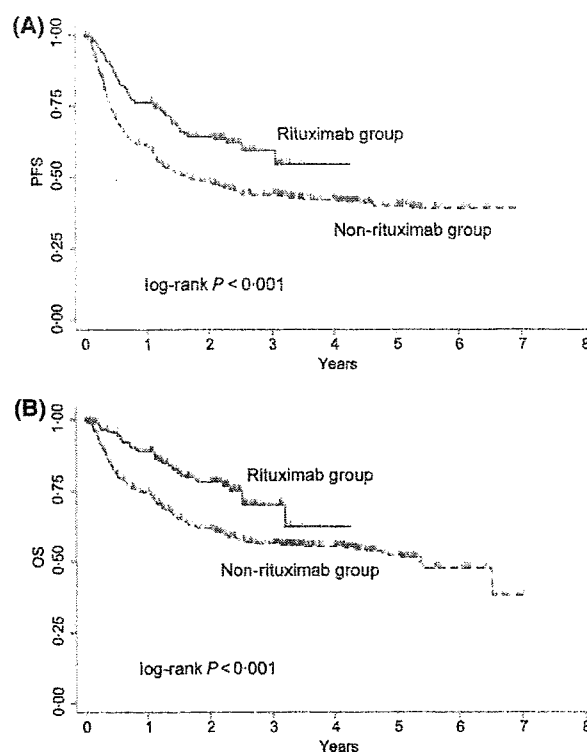 (A)
1·00
0·75
0·50
0·25
0·00
PFS
Rituximab group
Non-rituximab group
log-rank P < 0·001
0 1 2 3 4 5 6 7 8
Years
(B)
1·00
0·75
0·50
0·25
0·00
OS
Rituximab group
Non-rituximab group
log-rank P < 0·001
0 1 2 3 4 5 6 7 8
Years